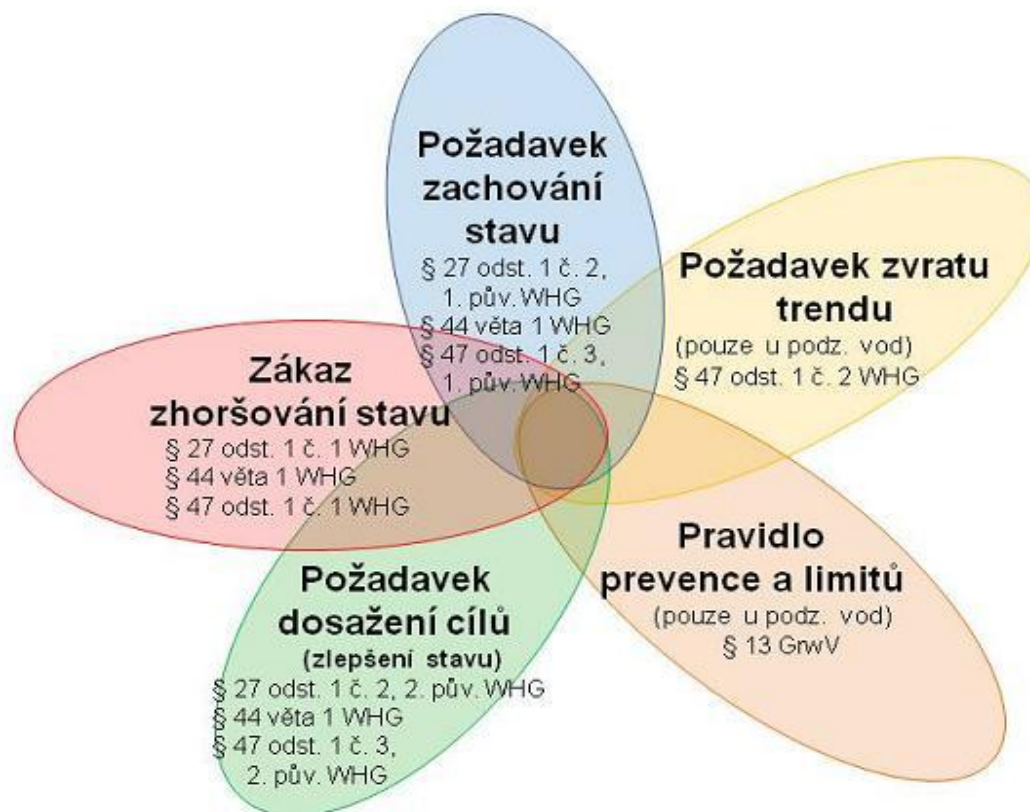 Požadavek
zachování
stavu
§ 27 odst. 1 č. 2,
1. pův. WHG
§ 44 věta 1 WHG
§ 47 odst. 1 č. 3,
1. pův. WHG
Požadavek zvratu
trendu
(pouze u podz. vod)
§ 47 odst. 1 č. 2 WHG
Zákaz
zhoršování stavu
§ 27 odst. 1 č. 1 WHG
§ 44 věta 1 WHG
§ 47 odst. 1 č. 1 WHG
Pravidlo
prevence a limitů
(pouze u podz. vod)
§ 13 GrwV
Požadavek
dosažení cílů
(zlepšení stavu)
§ 27 odst. 1 č. 2, 2. pův. WHG
§ 44 věta 1 WHG
§ 47 odst. 1 č. 3,
2. pův. WHG